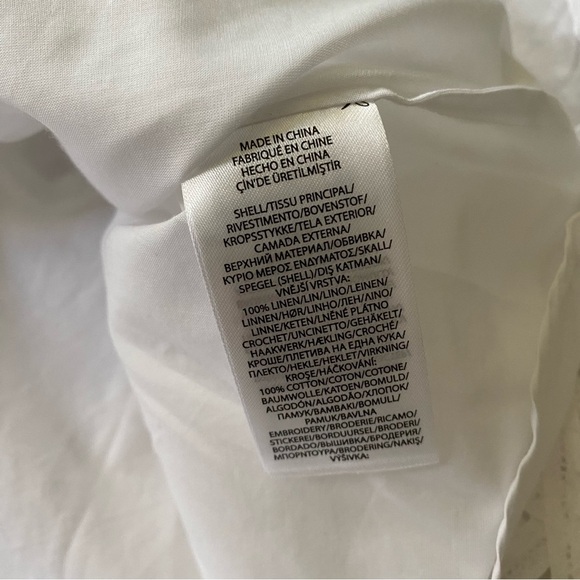 MADE IN CHINA
FABRIQUÉ EN CHINE
HECHO EN CHINA
ÇİN'DE ÜRETİLMİŞTİR
SHELL/TISSU PRINCIPAL/
RIVESTIMENTO/BOVENSTOF/
KROPSSTYKKE/TELA EXTERIOR/
CAMADA EXTERNA/
ВЕРХНИЙ МАТЕРИАЛ/ОБВИВКА/
ΚΥΡΙΟ ΜΕΡΟΣ ΕΝΔΥΜΑΤΟΣ/SKALL/
SPEGEL (SHELL)/DIŞ KATMAN/
VNĚJŠÍ VRSTVA:
100% LINEN/LIN/LINO/LEINEN/
LINNEN/HØR/LINHO/ЛЕН/ΛΙΝΟ/
LINNE/KETEN/LNĚNÉ PLÁTNO
CROCHET/UNCINETTO/GEHÄKELT/
HAAKWERK/HÆKLING/CROCHÉ/
КРОШЕ/ПЛЕТИВА НА ЕДНА КУКА/
ΠΛΕΚΤΟ/HEKLE/HEKLET/VIRKNING/
KROŞE/HÁČKOVÁNÍ:
100% COTTON/COTON/COTONE/
BAUMWOLLE/KATOEN/BOMULD/
ALGODÓN/ALGODÃO/ХЛОПОК/
ПАМУК/ΒΑΜΒΑΚΙ/BOMULL/
PAMUK/BAVLNA
EMBROIDERY/BRODERIE/RICAMO/
STICKEREI/BORDUURSEL/BRODERI/
BORDADO/ВЫШИВКА/БРОДЕРИЯ/
ΜΠΟΡΝΤΟΥΡΑ/BRODERING/NAKIŞ/
VÝŠIVKA: